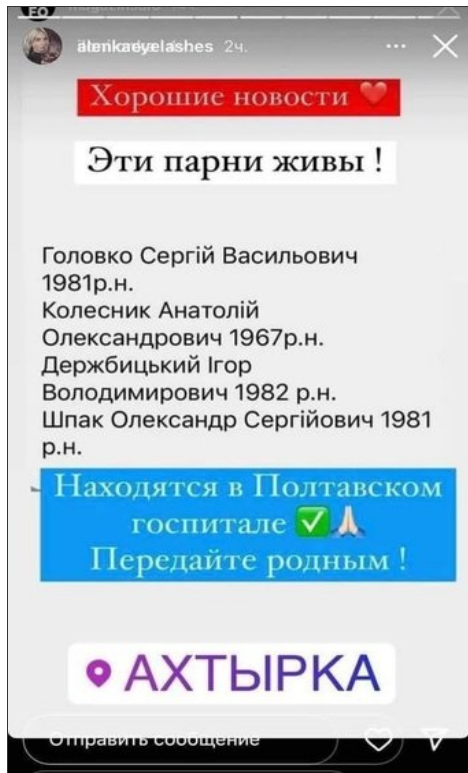 alenkaeyelashes 2ч.
Хорошие новости
Эти парни живы !
Головко Сергій Васильович
1981р.н.
Колесник Анатолій
Олександрович 1967р.н.
Держбицький Ігор
Володимирович 1982 р.н.
Шпак Олександр Сергійович 1981
р.н.
Находятся в Полтавском
госпитале
Передайте родным !
АХТЫРКА
Отправить сообщение